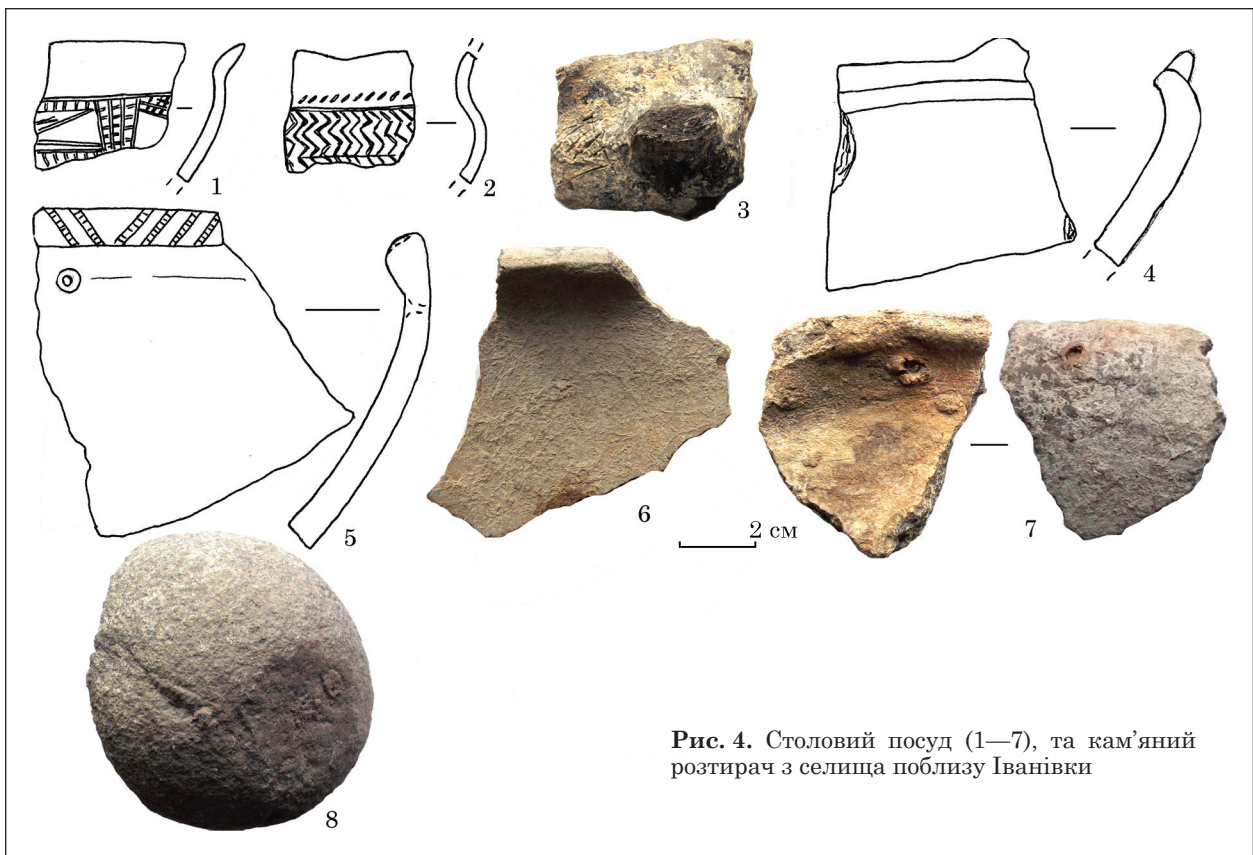 1
2
3
4
5
6
2 см
7
8
Рис. 4. Столовий посуд (1—7), та кам’яний
розтирач з селища поблизу Іванівки